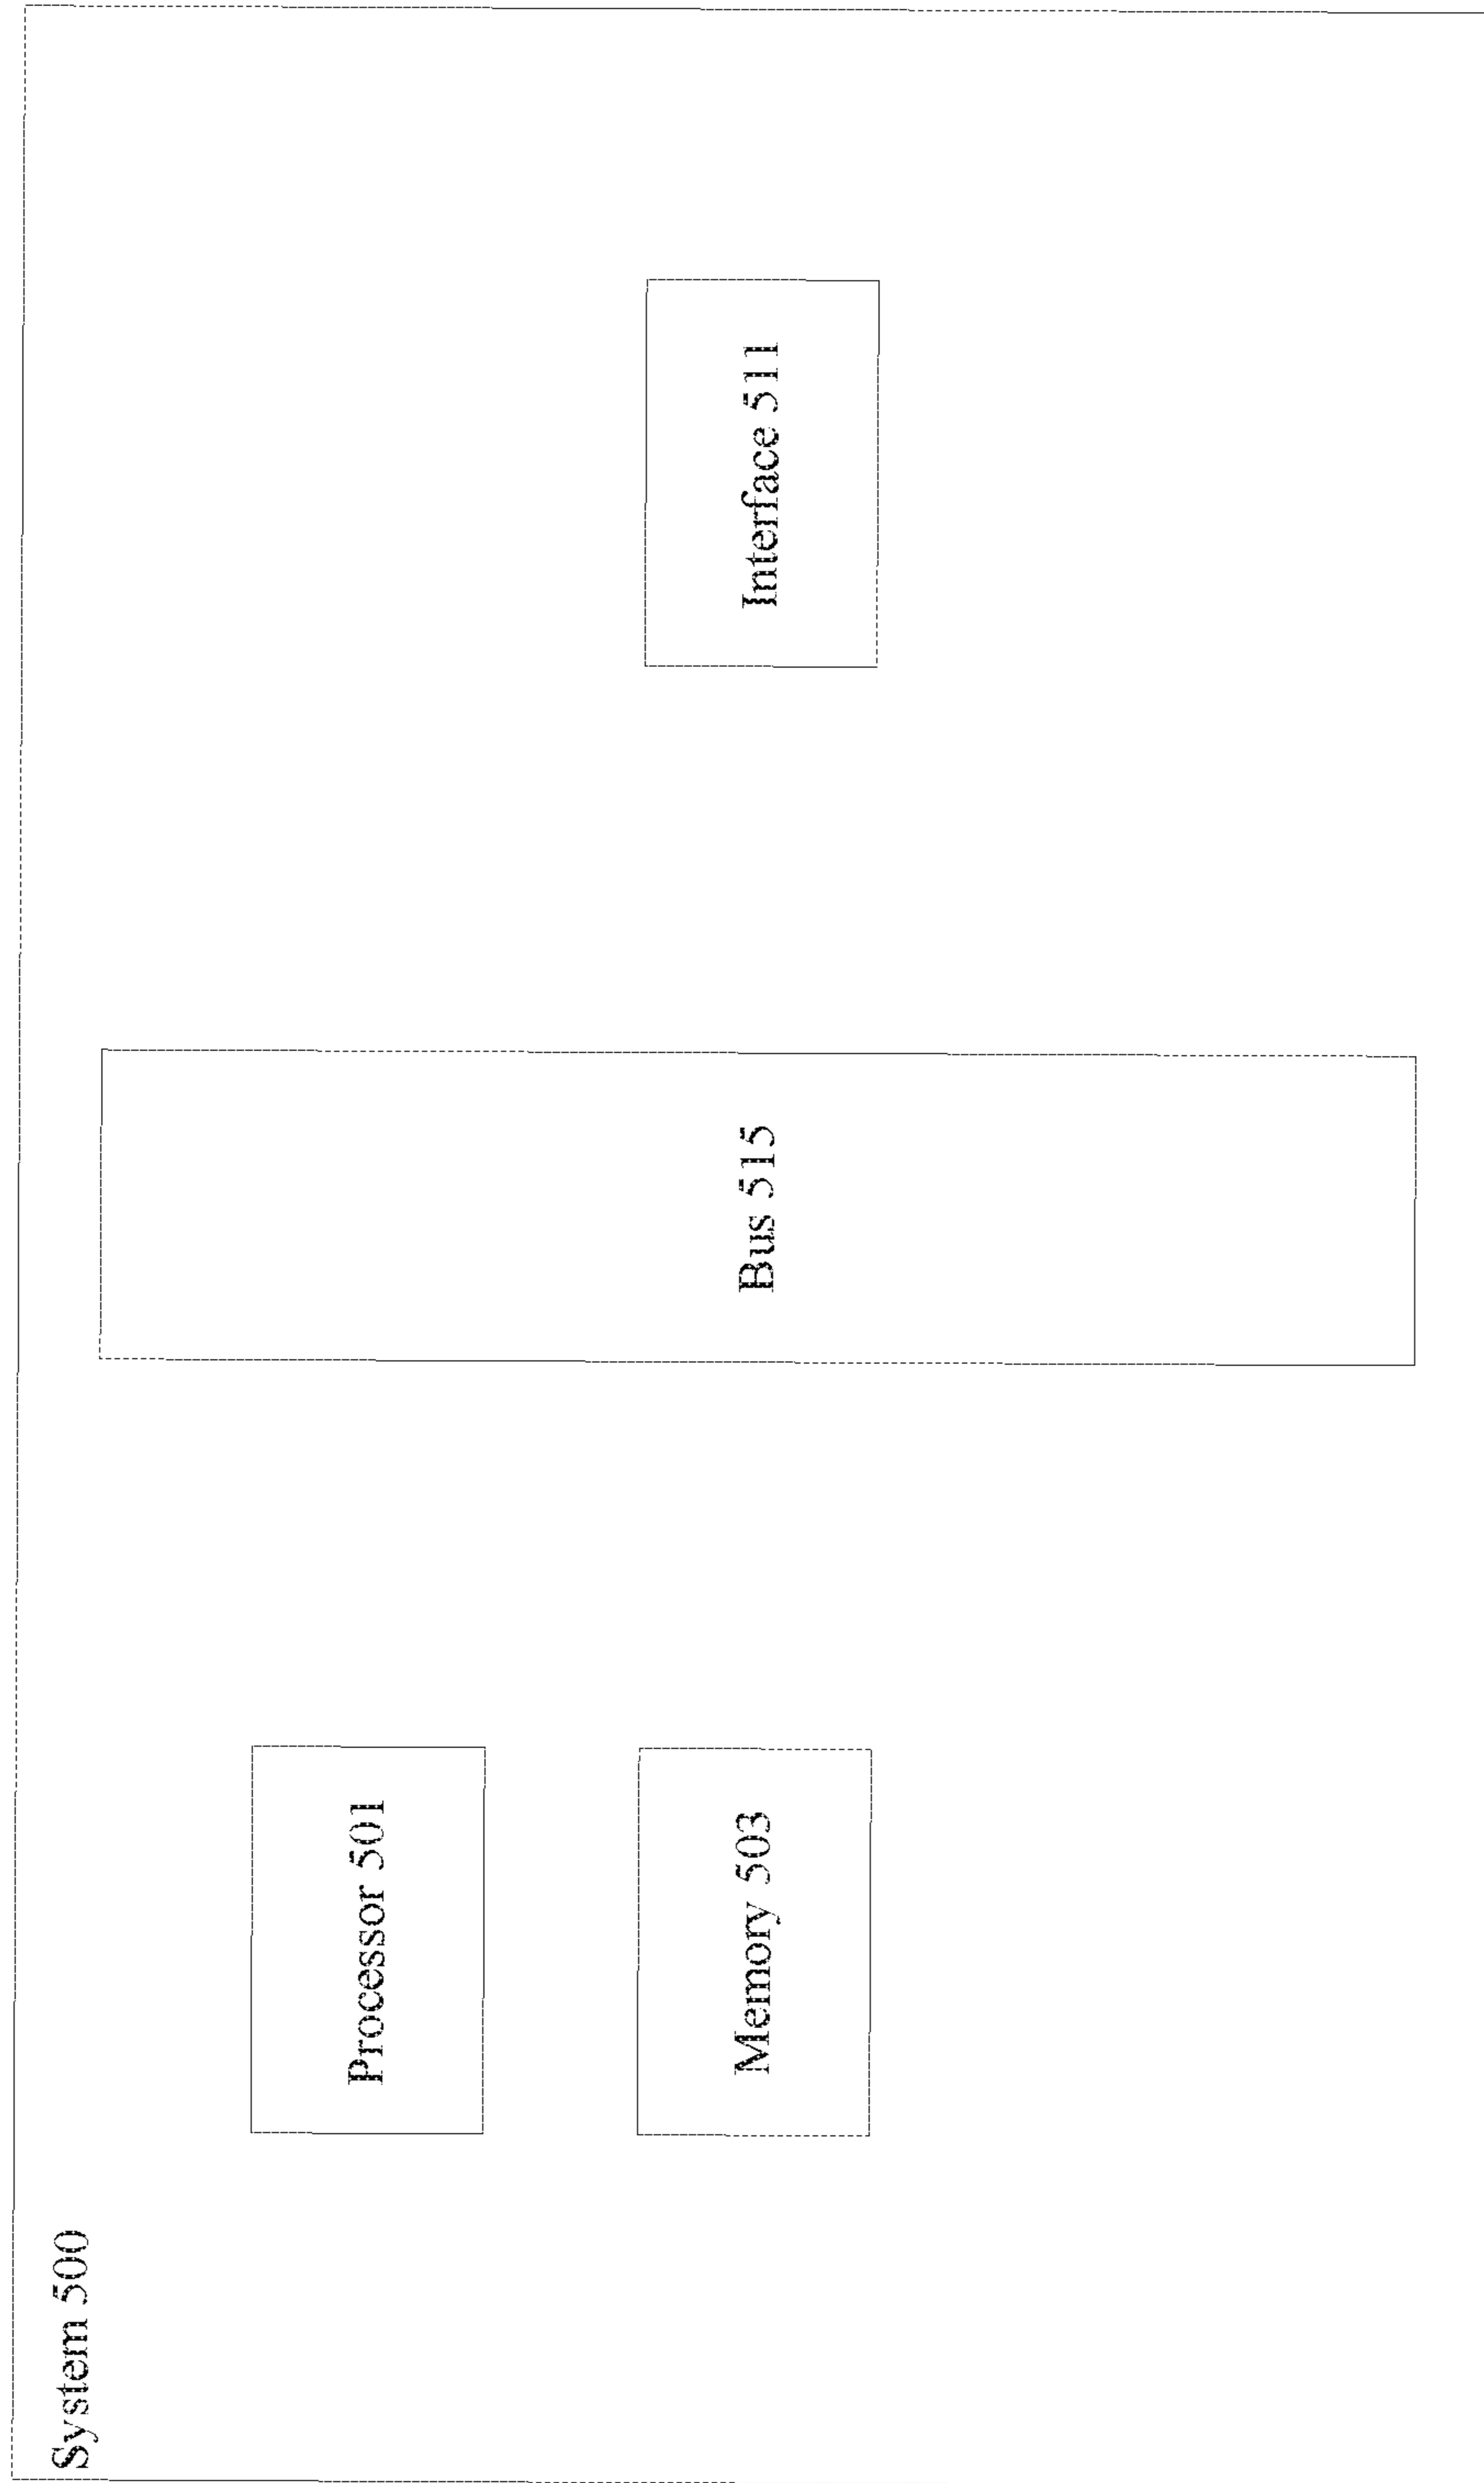 System 500
Processor 501
Memory 503
Bus 515
Interface 511